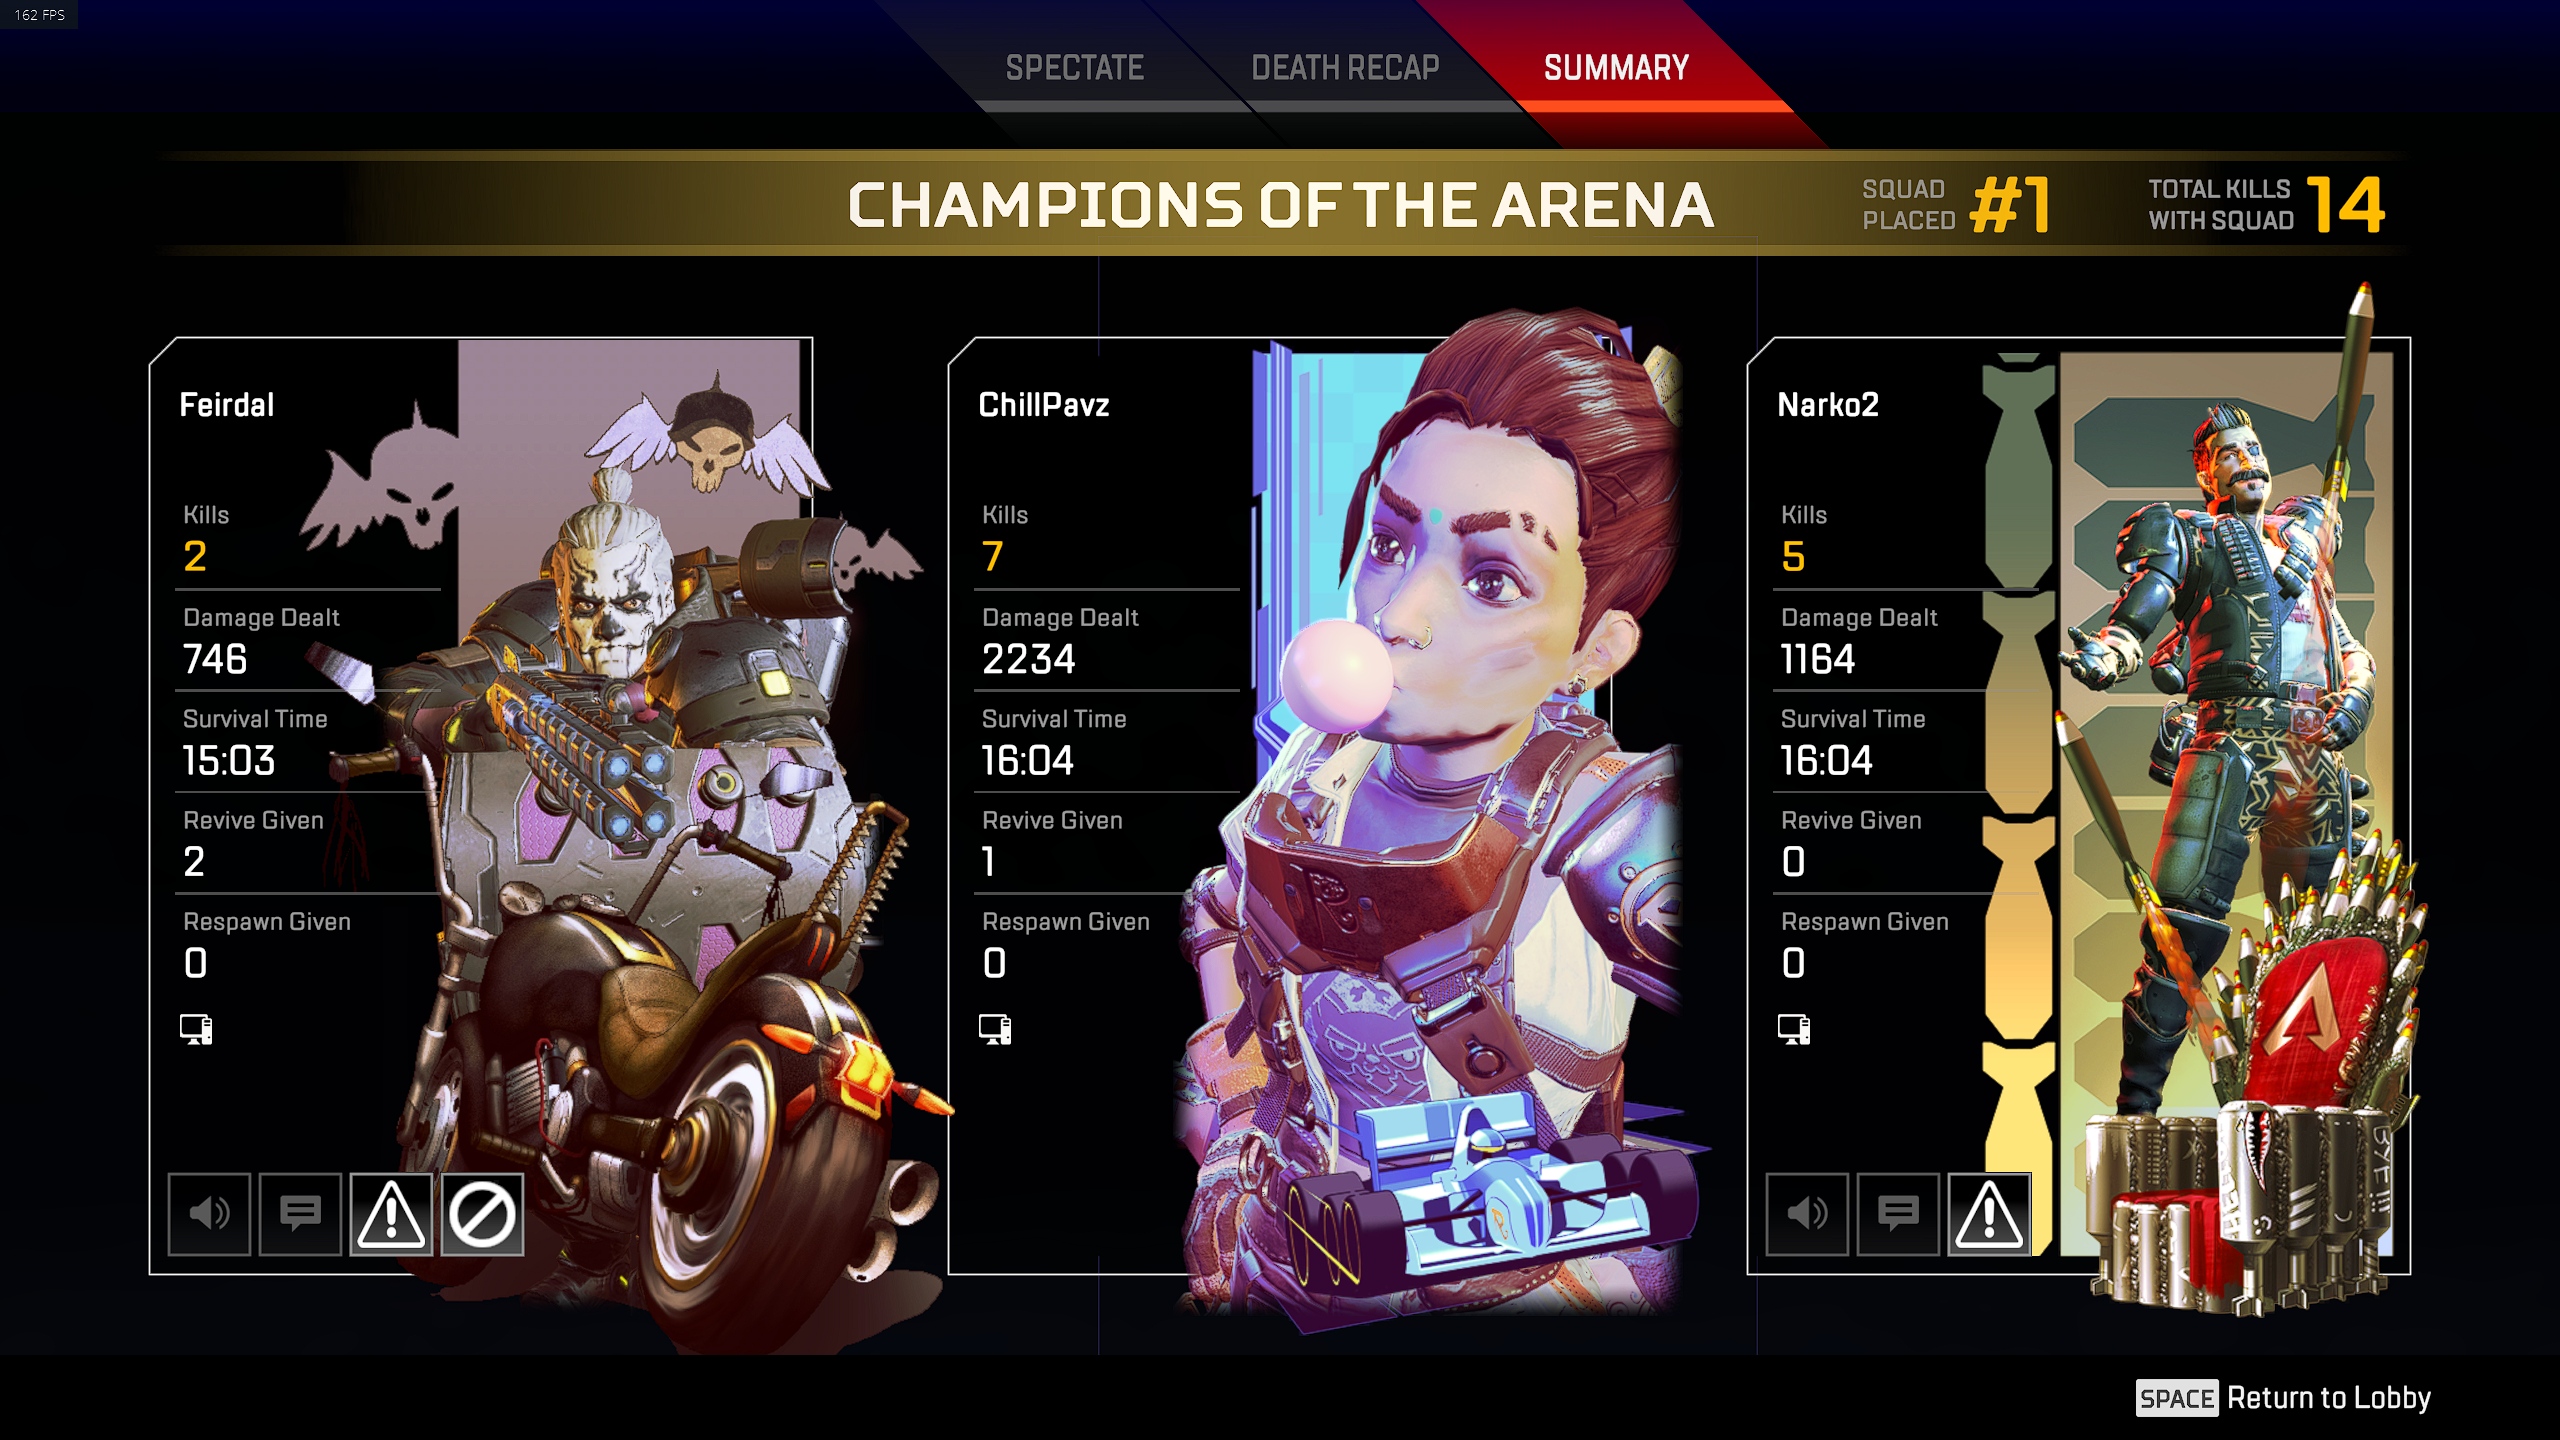 162 FPS
SPECTATE
DEATH RECAP
SUMMARY
CHAMPIONS OF THE ARENA
SQUAD PLACED #1
TOTAL KILLS WITH SQUAD 14
Feirdal
Kills
2
Damage Dealt
746
Survival Time
15:03
Revive Given
2
Respawn Given
0
ChillPavz
Kills
7
Damage Dealt
2234
Survival Time
16:04
Revive Given
1
Respawn Given
0
Narko2
Kills
5
Damage Dealt
1164
Survival Time
16:04
Revive Given
0
Respawn Given
0
BYE!!
SPACE Return to Lobby